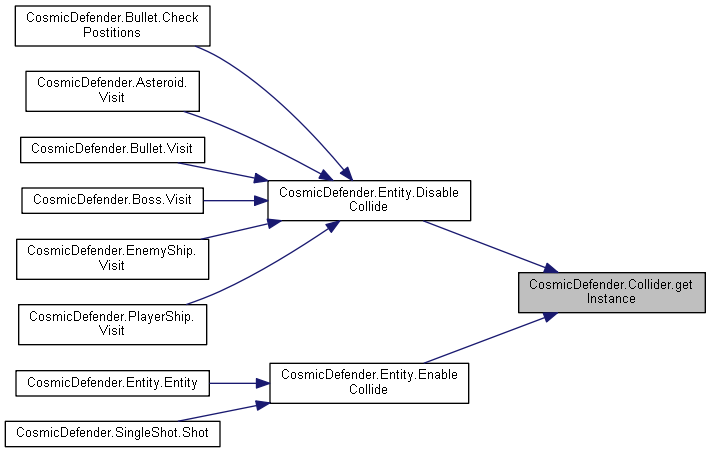 CosmicDefender.Bullet.Check
Postitions
CosmicDefender.Asteroid.
Visit
CosmicDefender.Bullet.Visit
CosmicDefender.Boss.Visit
CosmicDefender.EnemyShip.
Visit
CosmicDefender.PlayerShip.
Visit
CosmicDefender.Entity.Entity
CosmicDefender.SingleShot.Shot
CosmicDefender.Entity.Disable
Collide
CosmicDefender.Entity.Enable
Collide
CosmicDefender.Collider.get
Instance